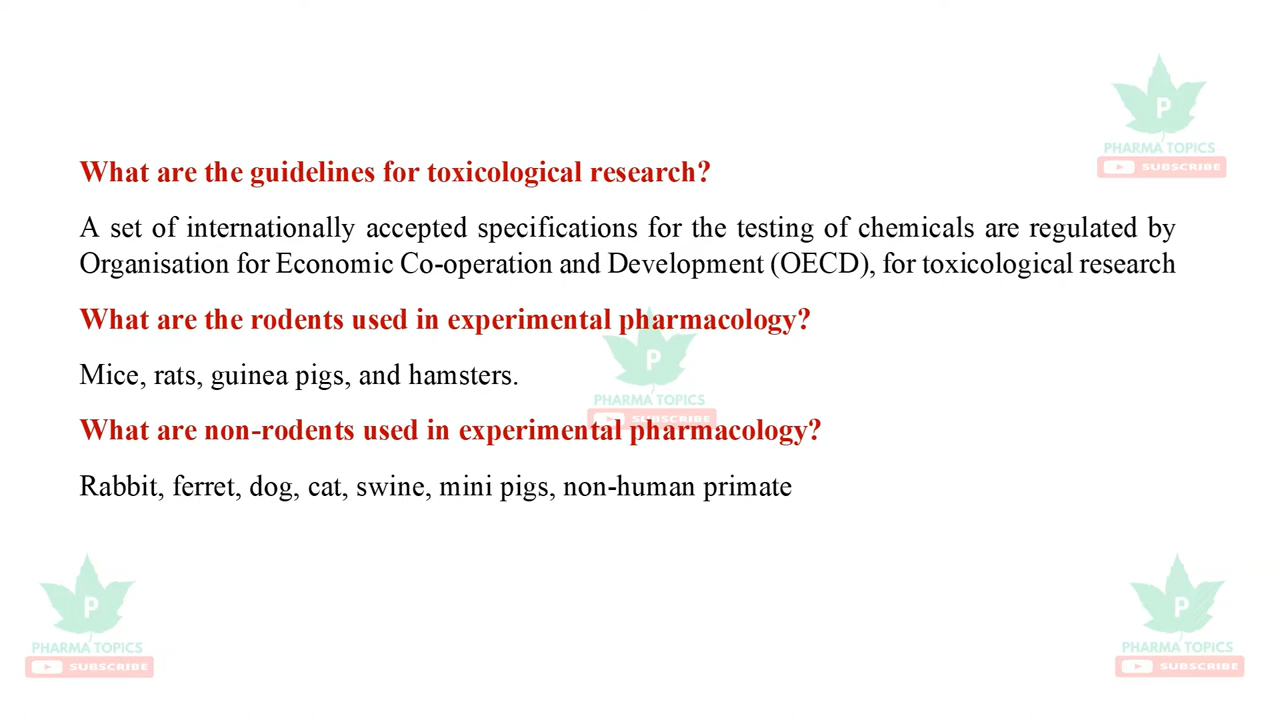 P
PHARMA TOPICS
SUBSCRIBE
What are the guidelines for toxicological research?
A set of internationally accepted specifications for the testing of chemicals are regulated by
Organisation for Economic Co-operation and Development (OECD), for toxicological research
What are the rodents used in experimental pharmacology?
P
Mice, rats, guinea pigs, and hamsters.
PHARMA TOPICS
SUBSCRIBE
What are non-rodents used in experimental pharmacology?
Rabbit, ferret, dog, cat, swine, mini pigs, non-human primate
P
PHARMA TOPICS
SUBSCRIBE
P
PHARMA TOPICS
SUBSCRIBE